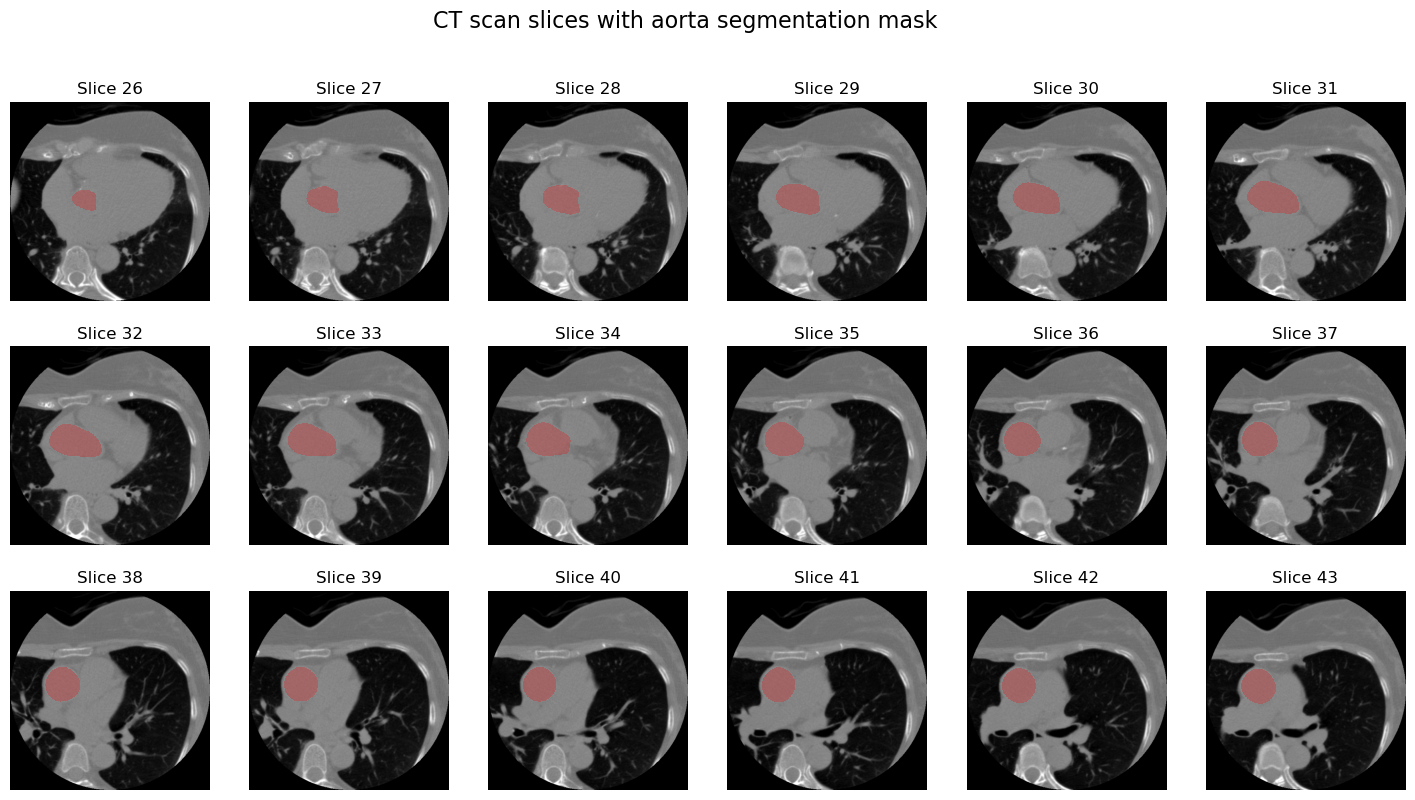 CT scan slices with aorta segmentation mask
Slice 26
Slice 27
Slice 28
Slice 29
Slice 30
Slice 31
Slice 32
Slice 33
Slice 34
Slice 35
Slice 36
Slice 37
Slice 38
Slice 39
Slice 40
Slice 41
Slice 42
Slice 43